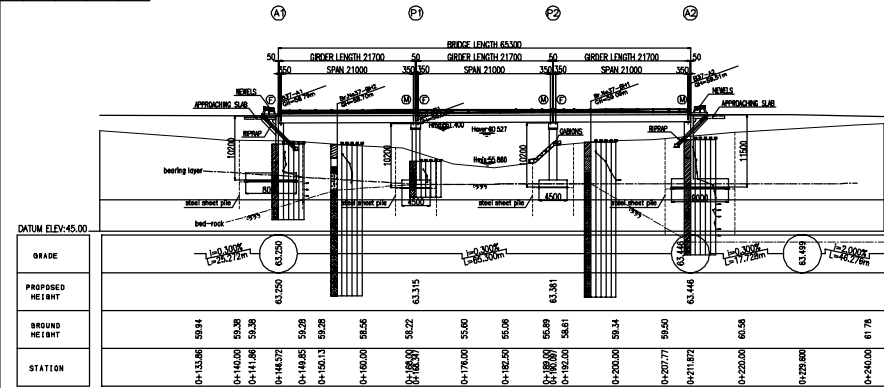 A1 P1 P2 A2
BRIDGE LENGTH 65300
50 GIRDER LENGTH 21700 50 GIRDER LENGTH 21700 50 GIRDER LENGTH 21700 50
350 SPAN 21000 350 350 SPAN 21000 350 350 SPAN 21000 350
NEWELS
APPROACHING SLAB
RIPRAP
F M F M F M
NEWELS
APPROACHING SLAB
RIPRAP
GABIONS
10200 10200 10200 11500
bearing layer
4500 4500 9000
steel sheet pile steel sheet pile steel sheet pile steel sheet pile
bed-rock
DATUM ELEV:45.00
GRADE
i=0.300%
L=25.272m
63.250
i=0.300%
L=65.300m
63.446
i=0.300%
L=17.728m
63.499
i=2.000%
L=46.276m
PROPOSED
HEIGHT
63.250 63.315 63.381 63.446
GROUND
HEIGHT
59.94 59.38 59.38 59.28 59.28 58.56 58.22 55.60 55.06 55.89 58.61 59.34 59.50 60.58 61.78
STATION
0+133.86 0+140.00 0+141.86 0+146.572 0+149.85 0+150.13 0+160.00 0+176.00 0+182.50 0+192.00 0+200.00 0+207.77 0+211.872 0+220.00 0+229.600 0+240.00